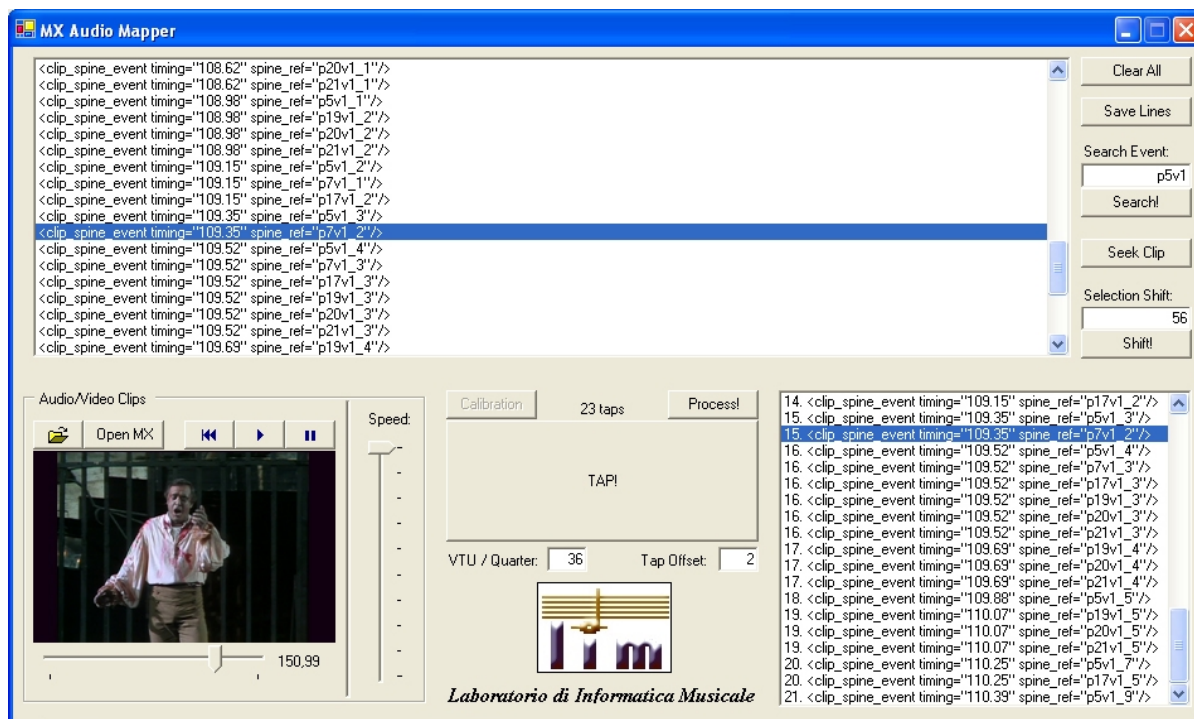 MX Audio Mapper
<clip_spine_event timing="108.62" spine_ref="p20v1_1"/>
<clip_spine_event timing="108.62" spine_ref="p21v1_1"/>
<clip_spine_event timing="108.98" spine_ref="p5v1_1"/>
<clip_spine_event timing="108.98" spine_ref="p19v1_2"/>
<clip_spine_event timing="108.98" spine_ref="p20v1_2"/>
<clip_spine_event timing="108.98" spine_ref="p21v1_2"/>
<clip_spine_event timing="109.15" spine_ref="p5v1_2"/>
<clip_spine_event timing="109.15" spine_ref="p7v1_1"/>
<clip_spine_event timing="109.15" spine_ref="p17v1_2"/>
<clip_spine_event timing="109.35" spine_ref="p5v1_3"/>
<clip_spine_event timing="109.35" spine_ref="p7v1_2"/>
<clip_spine_event timing="109.52" spine_ref="p5v1_4"/>
<clip_spine_event timing="109.52" spine_ref="p7v1_3"/>
<clip_spine_event timing="109.52" spine_ref="p17v1_3"/>
<clip_spine_event timing="109.52" spine_ref="p19v1_3"/>
<clip_spine_event timing="109.52" spine_ref="p20v1_3"/>
<clip_spine_event timing="109.52" spine_ref="p21v1_3"/>
<clip_spine_event timing="109.69" spine_ref="p19v1_4"/>
Clear All
Save Lines
Search Event:
p5v1
Search!
Seek Clip
Selection Shift:
56
Shift!
Audio/Video Clips
Open MX
150,99
Speed:
Calibration
23 taps
Process!
TAP!
VTU / Quarter:
36
Tap Offset:
2
lim
Laboratorio di Informatica Musicale
14. <clip_spine_event timing="109.15" spine_ref="p17v1_2"/>
15. <clip_spine_event timing="109.35" spine_ref="p5v1_3"/>
15. <clip_spine_event timing="109.35" spine_ref="p7v1_2"/>
16. <clip_spine_event timing="109.52" spine_ref="p5v1_4"/>
16. <clip_spine_event timing="109.52" spine_ref="p7v1_3"/>
16. <clip_spine_event timing="109.52" spine_ref="p17v1_3"/>
16. <clip_spine_event timing="109.52" spine_ref="p19v1_3"/>
16. <clip_spine_event timing="109.52" spine_ref="p20v1_3"/>
16. <clip_spine_event timing="109.52" spine_ref="p21v1_3"/>
17. <clip_spine_event timing="109.69" spine_ref="p19v1_4"/>
17. <clip_spine_event timing="109.69" spine_ref="p20v1_4"/>
17. <clip_spine_event timing="109.69" spine_ref="p21v1_4"/>
18. <clip_spine_event timing="109.88" spine_ref="p5v1_5"/>
19. <clip_spine_event timing="110.07" spine_ref="p19v1_5"/>
19. <clip_spine_event timing="110.07" spine_ref="p20v1_5"/>
19. <clip_spine_event timing="110.07" spine_ref="p21v1_5"/>
20. <clip_spine_event timing="110.25" spine_ref="p5v1_7"/>
20. <clip_spine_event timing="110.25" spine_ref="p17v1_5"/>
21. <clip_spine_event timing="110.39" spine_ref="p5v1_9"/>